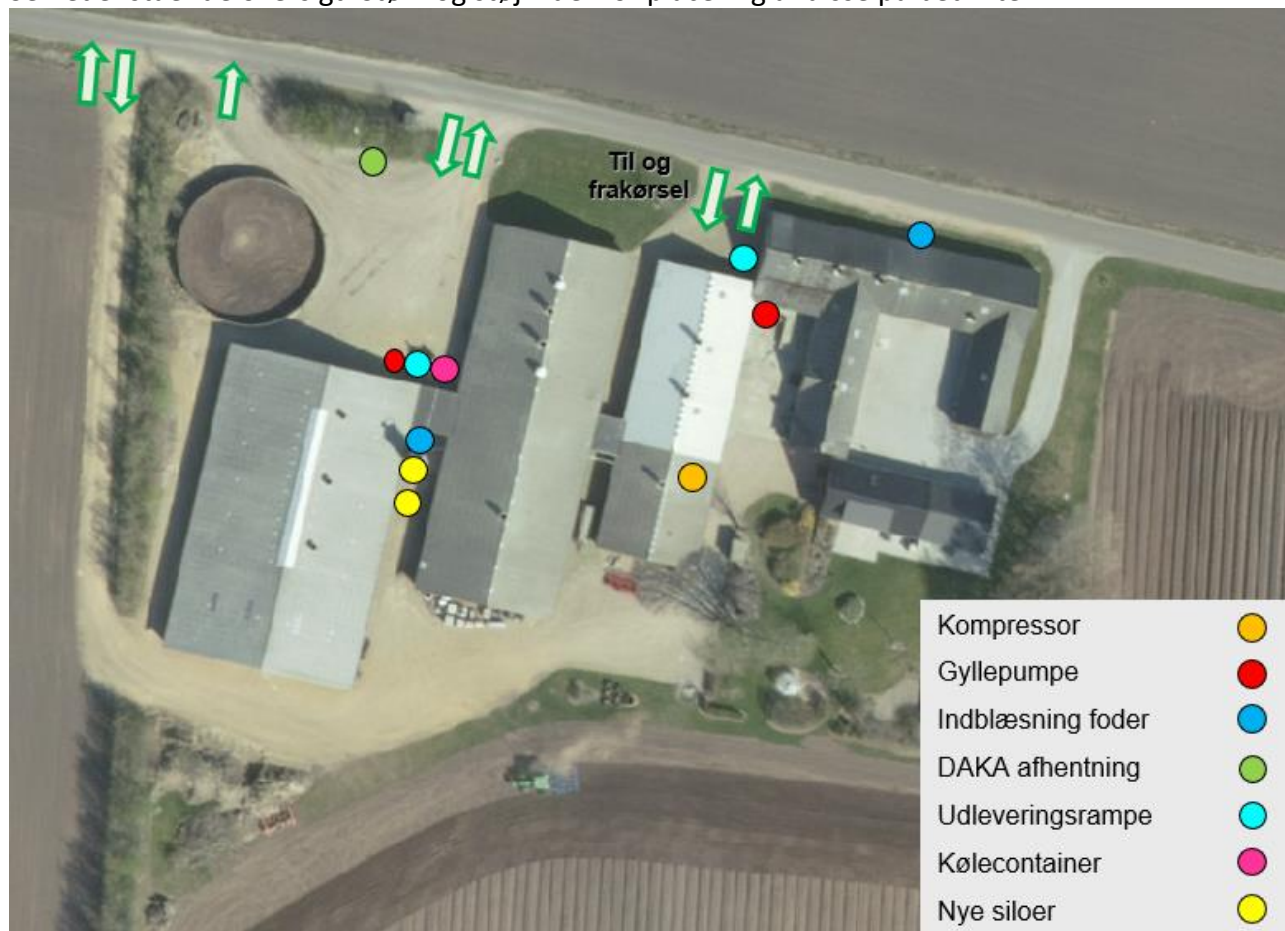 Til og
frakørsel
Kompressor
Gyllepumpe
Indblæsning foder
DAKA afhentning
Udleveringsrampe
Kølecontainer
Nye siloer